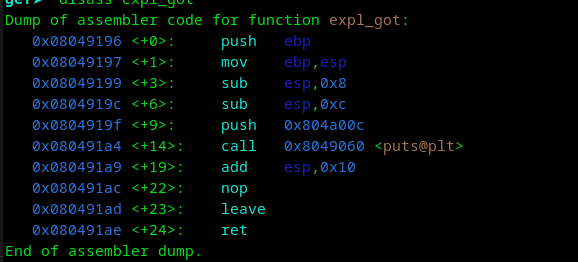 gef➤  disass expl_got
Dump of assembler code for function expl_got:
   0x08049196 <+0>:     push   ebp
   0x08049197 <+1>:     mov    ebp,esp
   0x08049199 <+3>:     sub    esp,0x8
   0x0804919c <+6>:     sub    esp,0xc
   0x0804919f <+9>:     push   0x804a00c
   0x080491a4 <+14>:    call   0x8049060 <puts@plt>
   0x080491a9 <+19>:    add    esp,0x10
   0x080491ac <+22>:    nop
   0x080491ad <+23>:    leave
   0x080491ae <+24>:    ret
End of assembler dump.